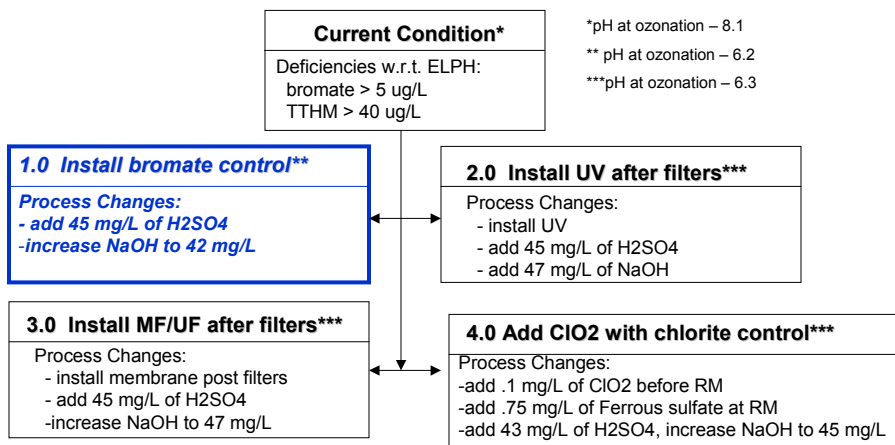 Current Condition*
Deficiencies w.r.t. ELPH:
bromate > 5 ug/L
TTHM > 40 ug/L
*pH at ozonation – 8.1
** pH at ozonation – 6.2
***pH at ozonation – 6.3
1.0 Install bromate control**
Process Changes:
- add 45 mg/L of H2SO4
-increase NaOH to 42 mg/L
2.0 Install UV after filters***
Process Changes:
- install UV
- add 45 mg/L of H2SO4
- add 47 mg/L of NaOH
3.0 Install MF/UF after filters***
Process Changes:
- install membrane post filters
- add 45 mg/L of H2SO4
-increase NaOH to 47 mg/L
4.0 Add ClO2 with chlorite control***
Process Changes:
-add .1 mg/L of ClO2 before RM
-add .75 mg/L of Ferrous sulfate at RM
-add 43 mg/L of H2SO4, increase NaOH to 45 mg/L